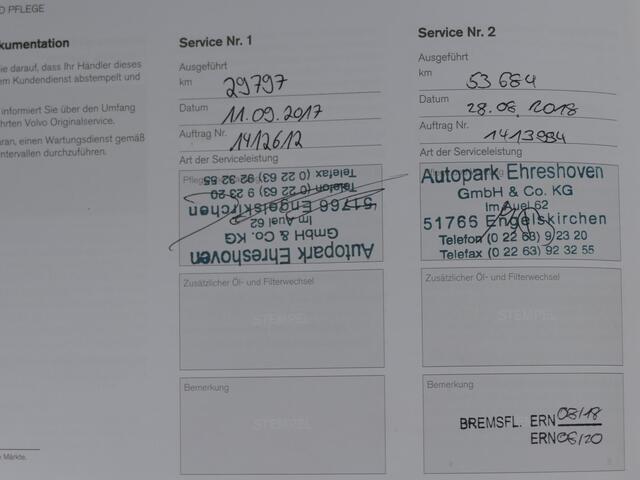 D PFLEGE
kumentation
ie darauf, dass Ihr Händler dieses
em Kundendienst abstempelt und
informiert Sie über den Umfang
hrten Volvo Originalservice.
aran, einen Wartungsdienst gemäß
ntervallen durchzuführen.
Märkte.
Service Nr. 1
Ausgeführt
km 29797
Datum 11.09.2017
Auftrag Nr. 1412612
Art der Serviceleistung
Autopark Ehreshoven
GmbH & Co. KG
Im Auel 62
51766 Engelskirchen
Telefon (0 22 63) 9 23 20
Telefax (0 22 63) 92 32 55
Zusätzlicher Öl- und Filterwechsel
STEMPEL
Bemerkung
STEMPEL
Service Nr. 2
Ausgeführt
km 53684
Datum 28.08.2018
Auftrag Nr. 1413984
Art der Serviceleistung
Autopark Ehreshoven
GmbH & Co. KG
Im Auel 62
51766 Engelskirchen
Telefon (0 22 63) 9 23 20
Telefax (0 22 63) 92 32 55
Zusätzlicher Öl- und Filterwechsel
STEMPEL
Bemerkung
BREMSFL. ERN 08/18
ERN 08/20